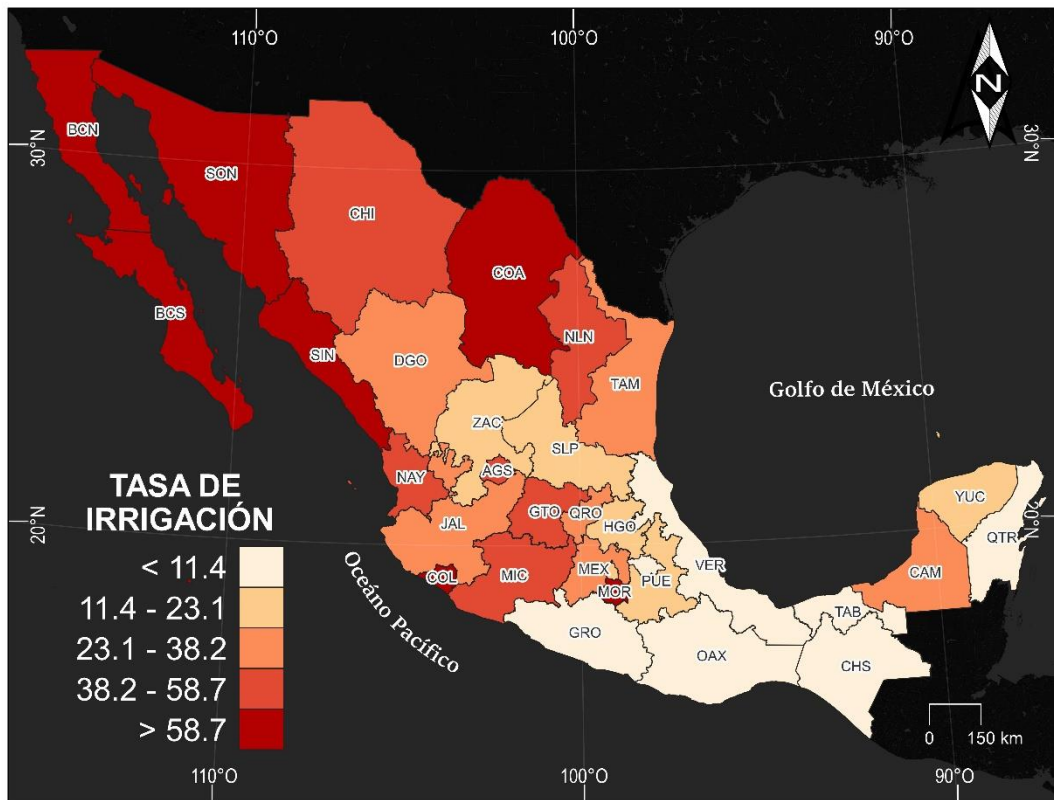 110°O
100°O
90°O
N
30°N
30°N
BCN
SON
CHI
COA
BCS
NLN
SIN
DGO
TAM
Golfo de México
ZAC
SLP
NAY
AGS
TASA DE
IRRIGACIÓN
YUC
20°N
20°N
GTO
QRO
JAL
HGO
QTR
< 11.4
Oceáno Pacífico
VER
MEX
CAM
COL
MIC
PUE
11.4 - 23.1
MOR
TAB
GRO
23.1 - 38.2
OAX
CHS
38.2 - 58.7
> 58.7
0 150 km
110°O
100°O
90°O